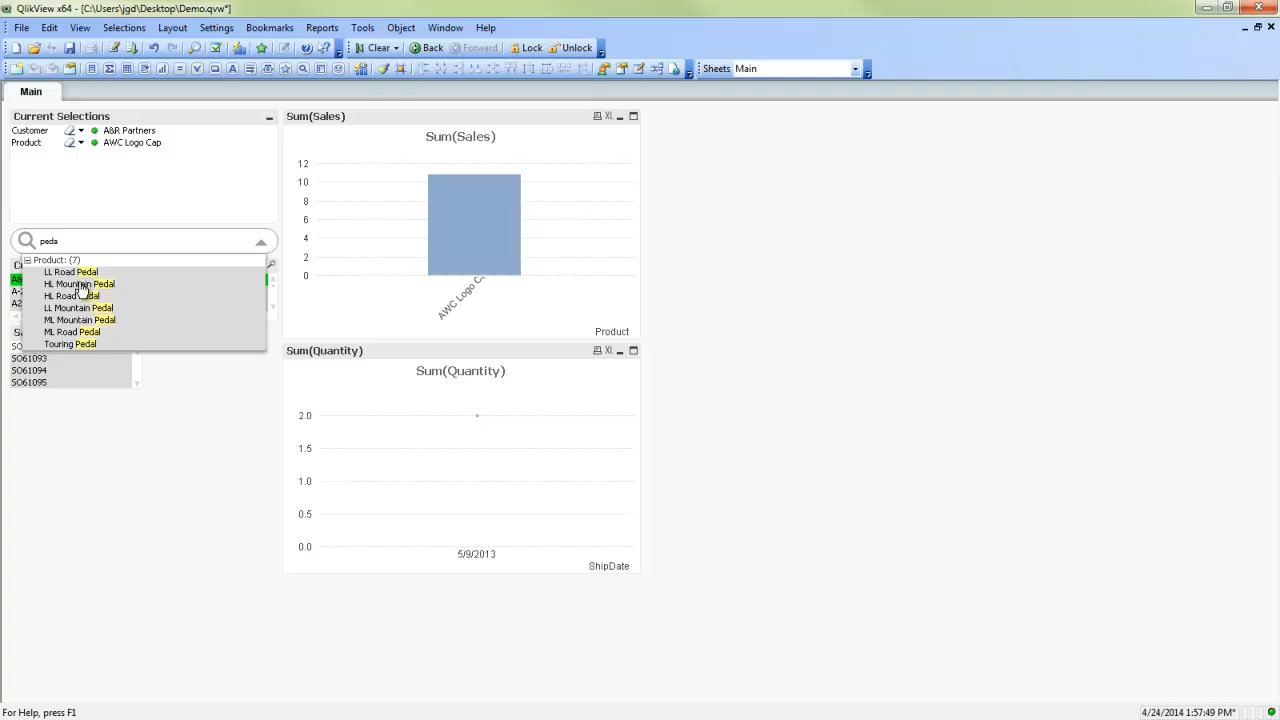 QlikView x64 - [C:\Users\jgd\Desktop\Demo.qvw*]
File Edit View Selections Layout Settings Bookmarks Reports Tools Object Window Help
Clear Back Forward Lock Unlock
Sheets Main
Main
Current Selections
Customer A&R Partners
Product AWC Logo Cap
peda
Product: (7)
LL Road Pedal
HL Mountain Pedal
HL Road Pedal
LL Mountain Pedal
ML Mountain Pedal
ML Road Pedal
Touring Pedal
SO61093
SO61094
SO61095
Sum(Sales) XL
Sum(Sales)
12
10
8
6
4
2
0
Product
Sum(Quantity) XL
Sum(Quantity)
2.0
1.5
1.0
0.5
0.0
5/9/2013
ShipDate
For Help, press F1
4/24/2014 1:57:49 PM*